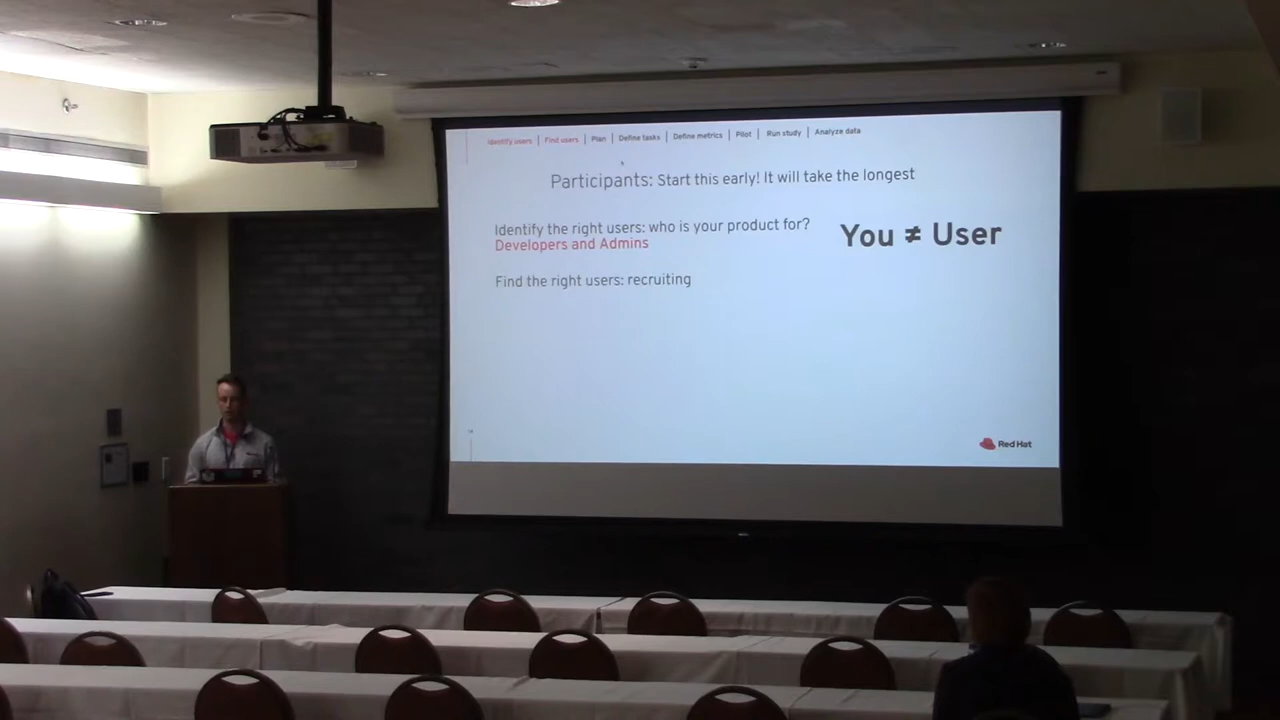 Identify users | Find users | Plan | Define tasks | Define metrics | Pilot | Run study | Analyze data
Participants: Start this early! It will take the longest
Identify the right users: who is your product for?
Developers and Admins
You ≠ User
Find the right users: recruiting
Red Hat